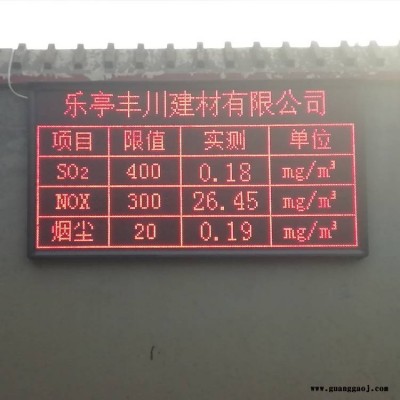 乐亭丰川建材有限公司
项目 限值 实测 单位
SO₂ 400 0.18 mg/m³
NOX 300 26.45 mg/m³
烟尘 20 0.19 mg/m³
www.guanggaoj.com